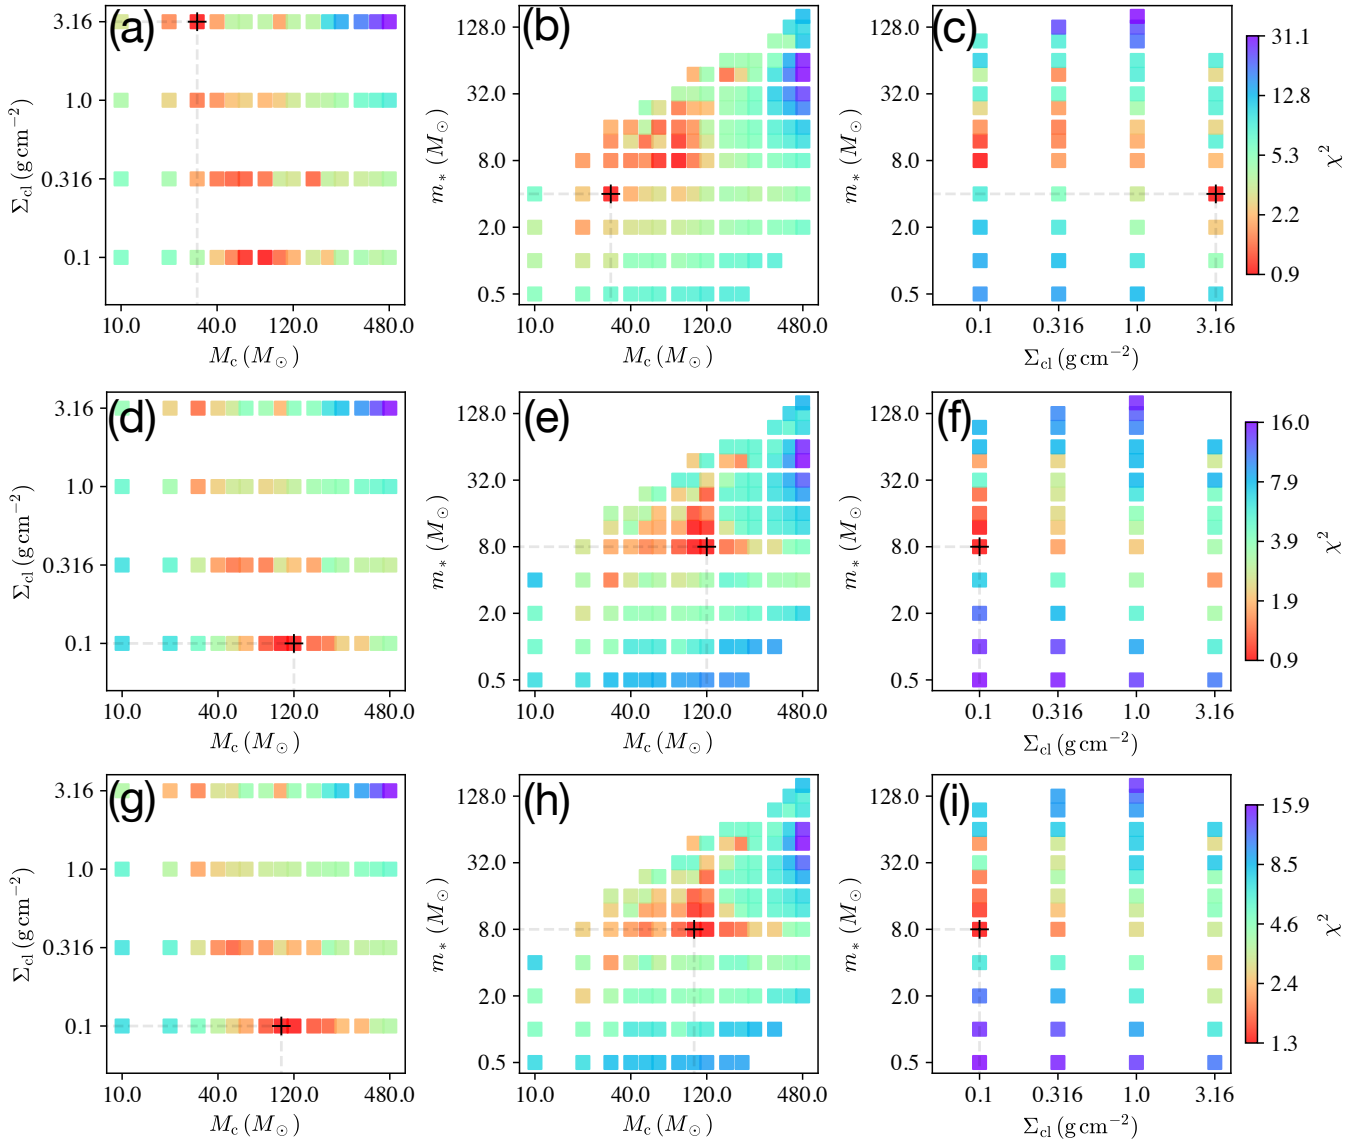 (a)
3.16
1.0
0.316
0.1
Σcl (g cm−2)
10.0 40.0 120.0 480.0
Mc (M⊙)
(b)
128.0
32.0
8.0
2.0
0.5
m* (M⊙)
10.0 40.0 120.0 480.0
Mc (M⊙)
(c)
128.0
32.0
8.0
2.0
0.5
m* (M⊙)
0.1 0.316 1.0 3.16
Σcl (g cm−2)
31.1
12.8
5.3
2.2
0.9
χ2
(d)
3.16
1.0
0.316
0.1
Σcl (g cm−2)
10.0 40.0 120.0 480.0
Mc (M⊙)
(e)
128.0
32.0
8.0
2.0
0.5
m* (M⊙)
10.0 40.0 120.0 480.0
Mc (M⊙)
(f)
128.0
32.0
8.0
2.0
0.5
m* (M⊙)
0.1 0.316 1.0 3.16
Σcl (g cm−2)
16.0
7.9
3.9
1.9
0.9
χ2
(g)
3.16
1.0
0.316
0.1
Σcl (g cm−2)
10.0 40.0 120.0 480.0
Mc (M⊙)
(h)
128.0
32.0
8.0
2.0
0.5
m* (M⊙)
10.0 40.0 120.0 480.0
Mc (M⊙)
(i)
128.0
32.0
8.0
2.0
0.5
m* (M⊙)
0.1 0.316 1.0 3.16
Σcl (g cm−2)
15.9
8.5
4.6
2.4
1.3
χ2